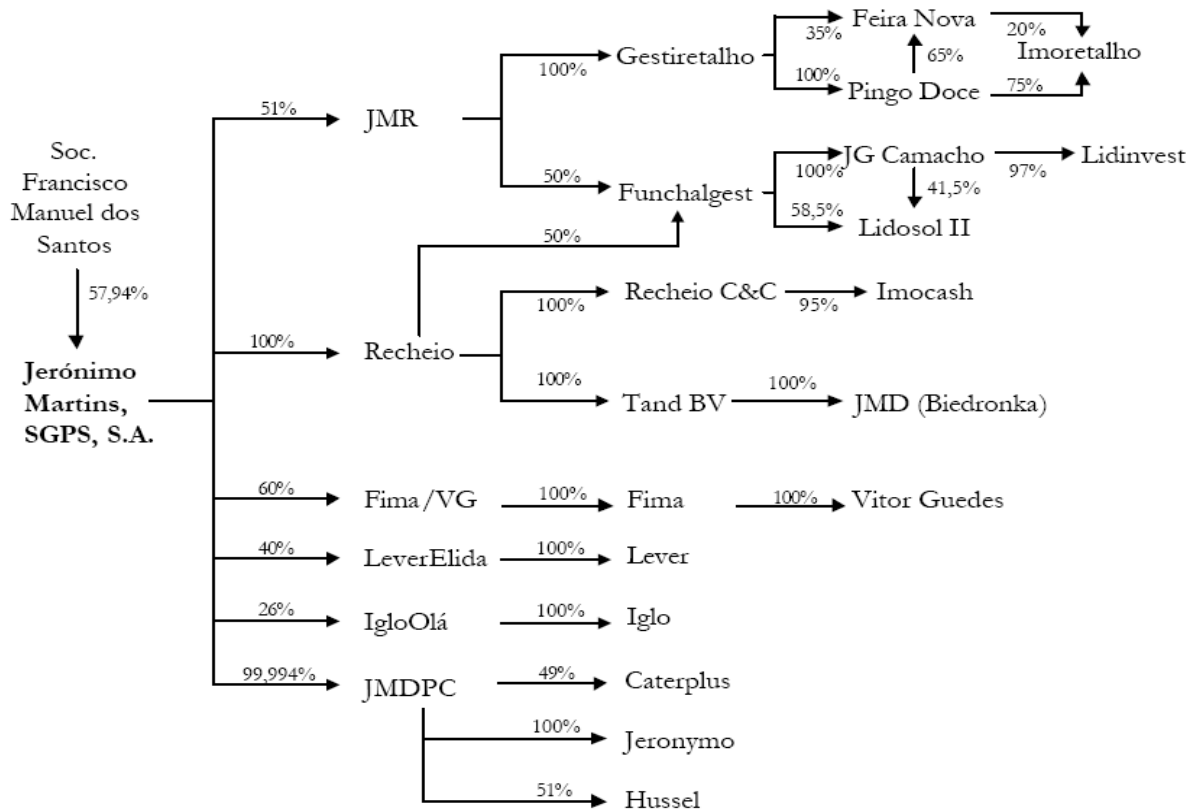 Feira Nova
20%
35%
Imoretalho
Gestiretalho
65%
100%
100%
Pingo Doce
75%
51%
JMR
Soc.
Francisco
Manuel dos
Santos
JG Camacho
Lidinvest
100%
97%
50%
41,5%
Funchalgest
58,5%
Lidosol II
50%
57,94%
Recheio C&C
Imocash
100%
95%
100%
Recheio
Jerónimo
Martins,
SGPS, S.A.
100%
100%
Tand BV
JMD (Biedronka)
60%
Fima/VG
100%
Fima
100%
Vitor Guedes
40%
LeverElida
100%
Lever
26%
IgloOlá
100%
Iglo
99,994%
JMDPC
49%
Caterplus
100%
Jeronymo
51%
Hussel